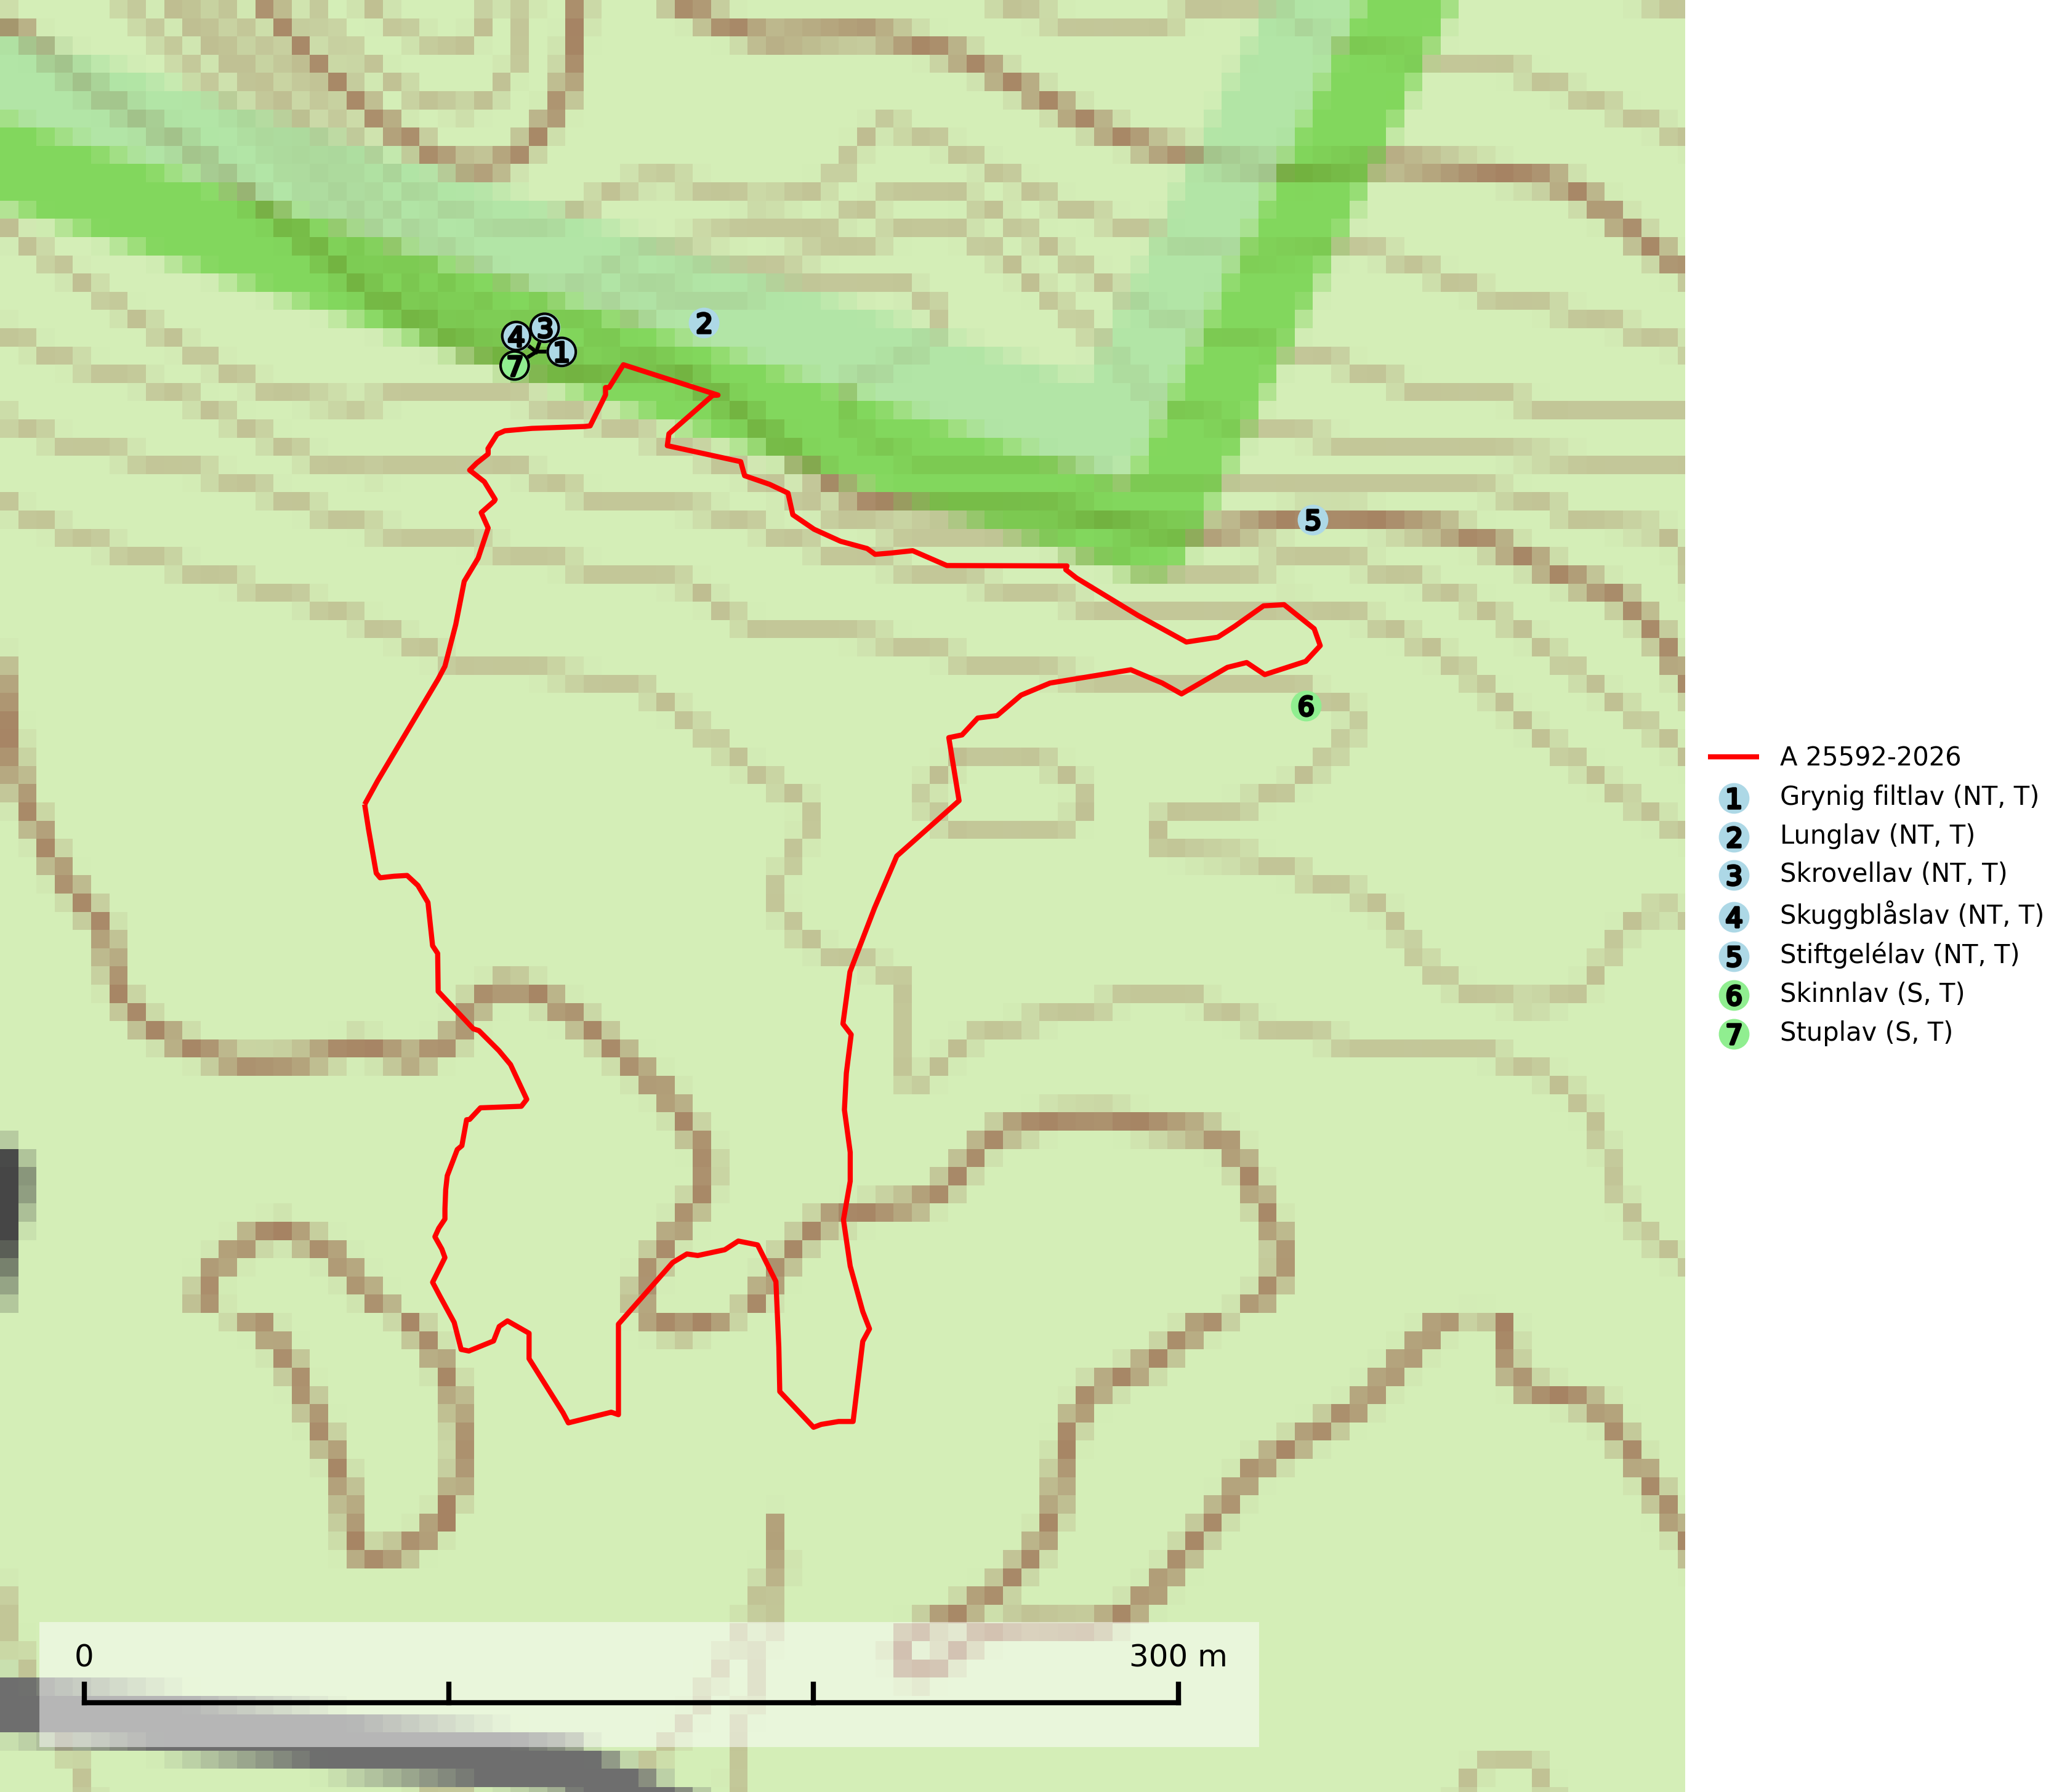 4 3
7 1
2
5
6
A 25592-2026
1 Grynig filtlav (NT, T)
2 Lunglav (NT, T)
3 Skrovellav (NT, T)
4 Skuggblåslav (NT, T)
5 Stiftgelélav (NT, T)
6 Skinnlav (S, T)
7 Stuplav (S, T)
0 300 m